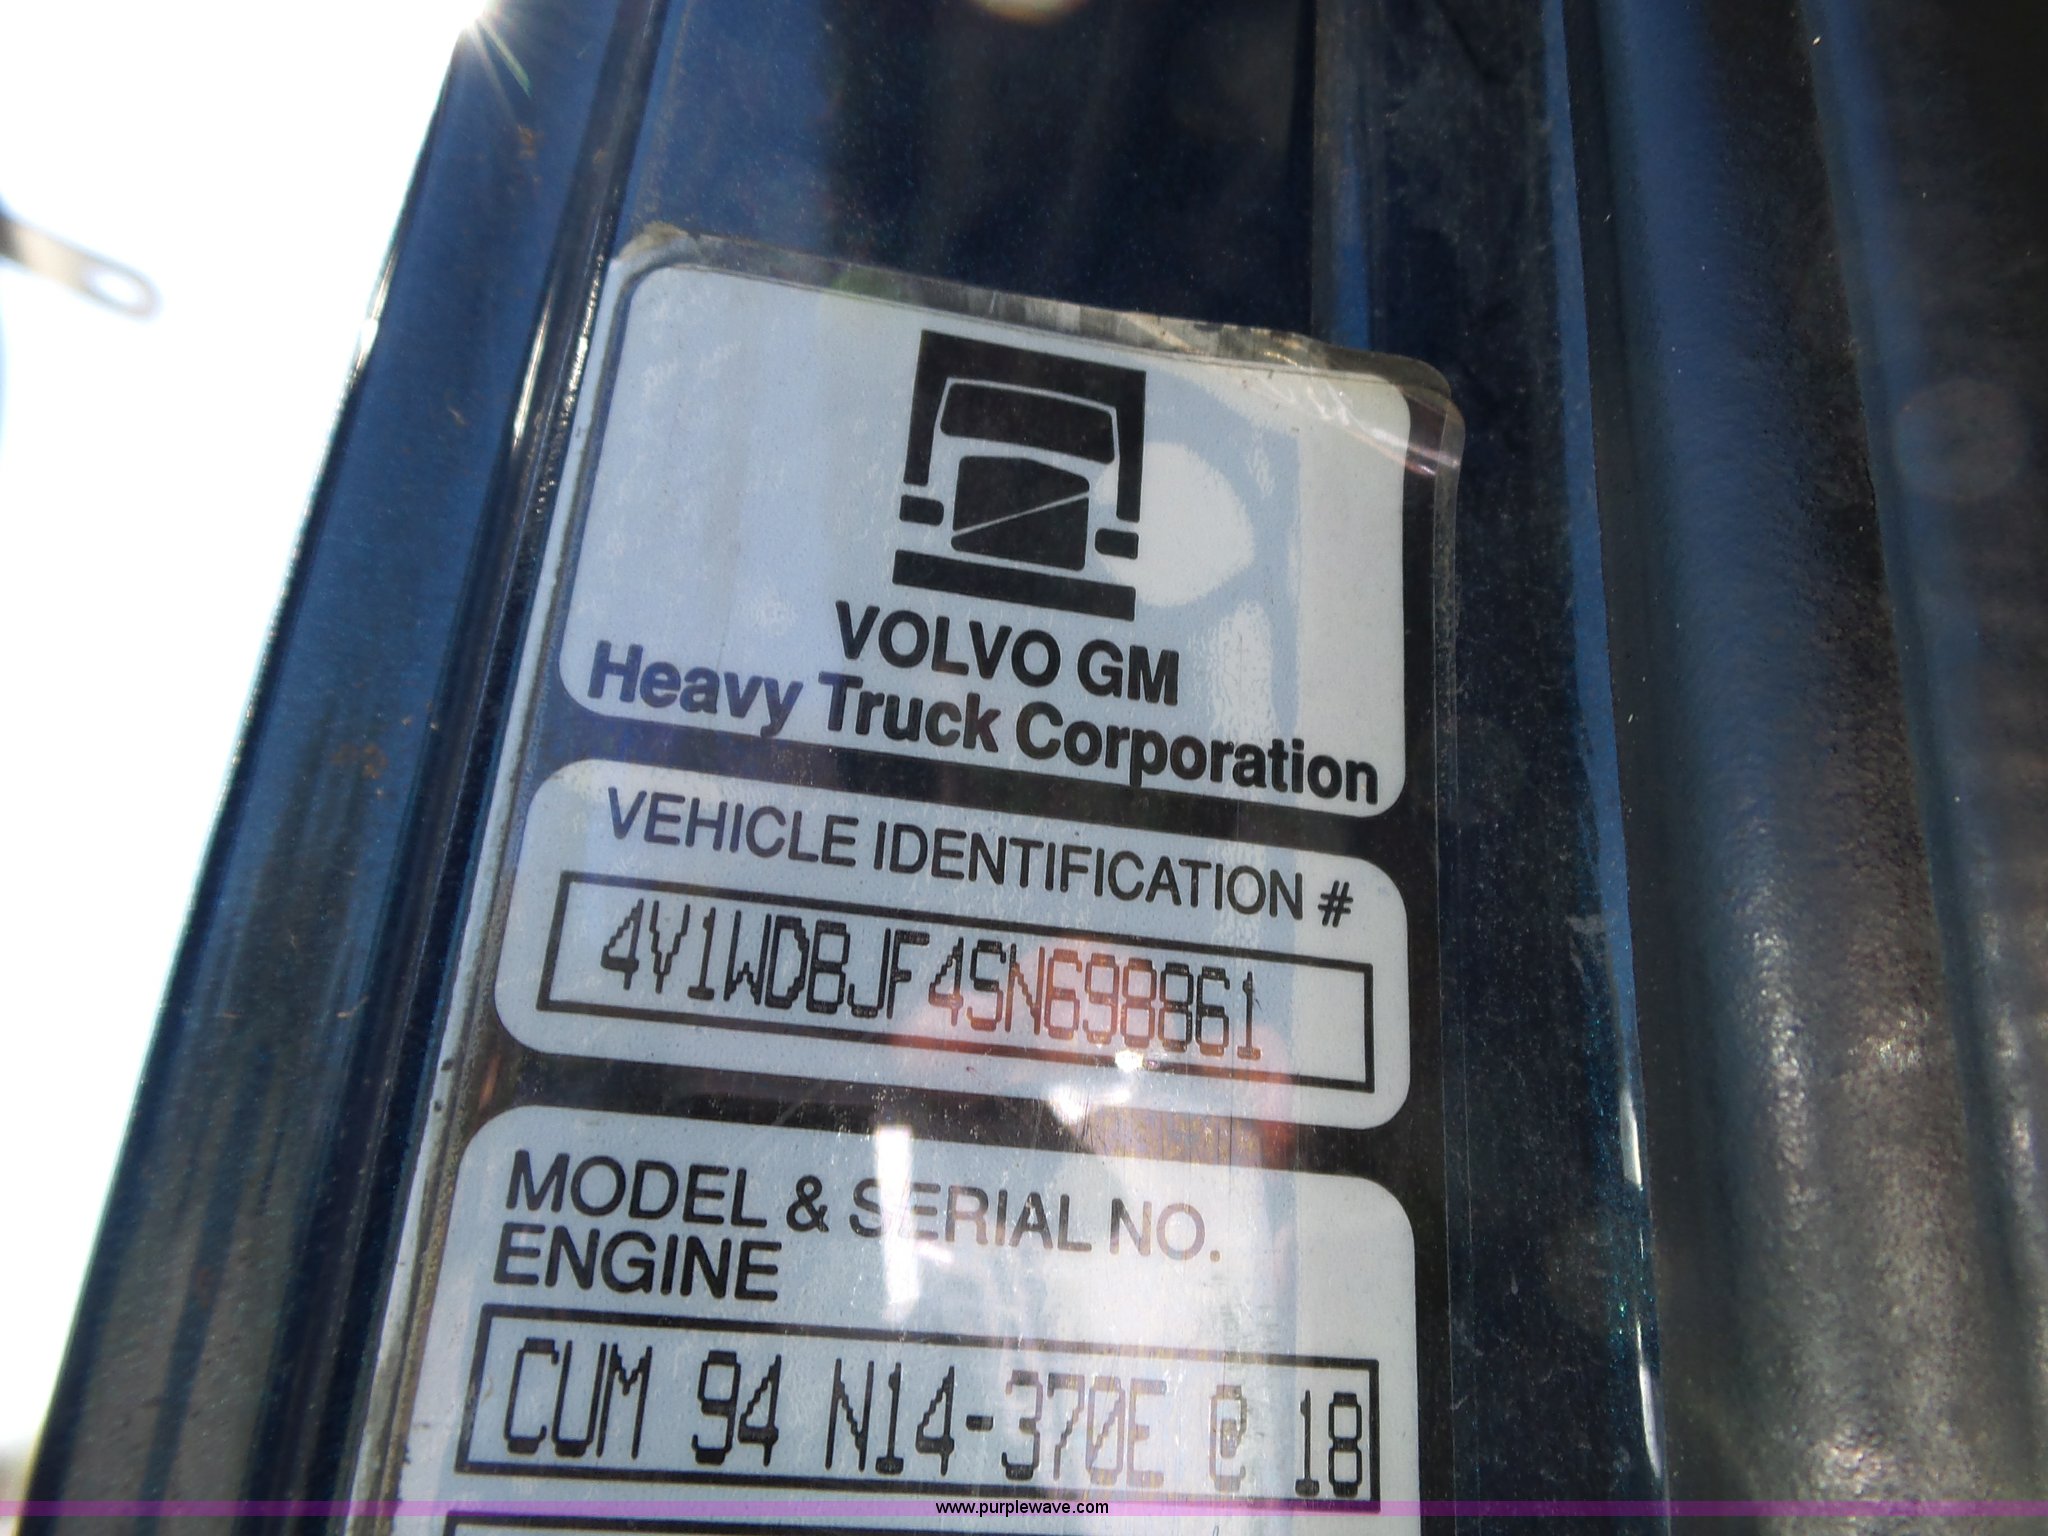 VOLVO GM
Heavy Truck Corporation
VEHICLE IDENTIFICATION #
4V1WDBJF4SN698861
MODEL & SERIAL NO.
ENGINE
CUM 94 N14-370E @ 18
www.purplewave.com